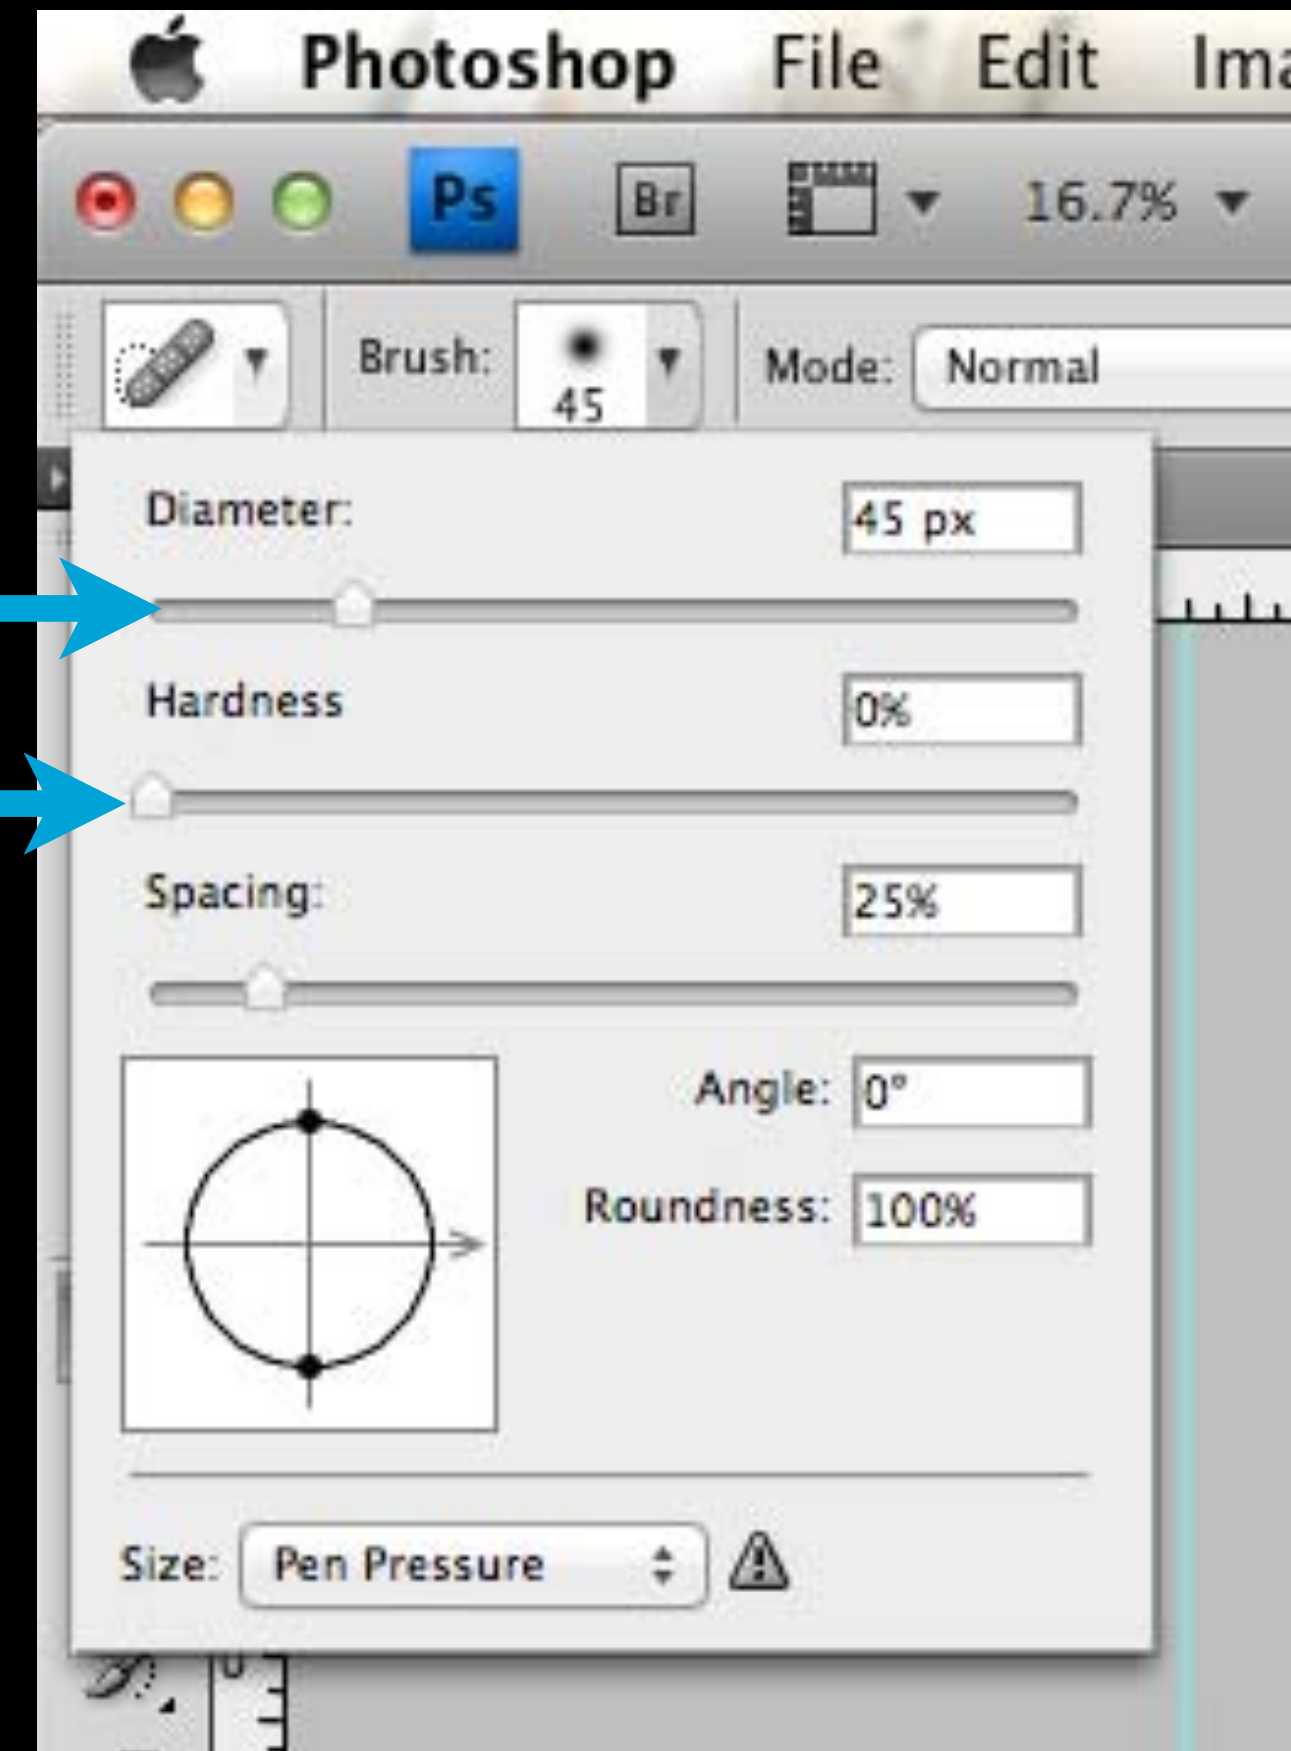 Photoshop File Edit Ima
Ps Br 16.7%
Brush: 45 Mode: Normal
Diameter: 45 px
Hardness 0%
Spacing: 25%
Angle: 0°
Roundness: 100%
Size: Pen Pressure
0